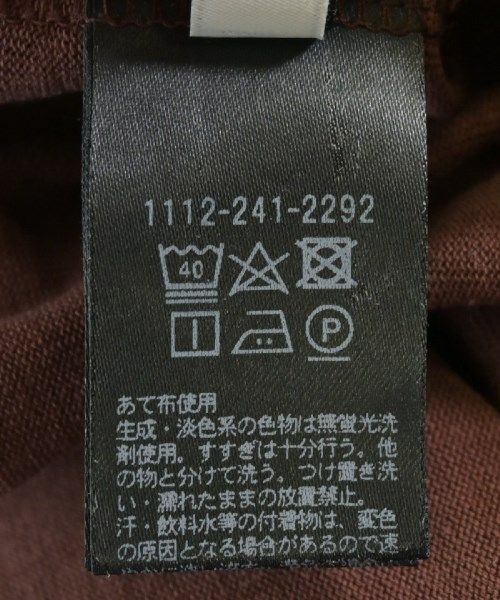 1112-241-2292
40
P
あて布使用
生成・淡色系の色物は無蛍光洗
剤使用。すすぎは十分行う。他
の物と分けて洗う。つけ置き洗
い・濡れたままの放置禁止。
汗・飲料水等の付着物は、変色
の原因となる場合があるので速